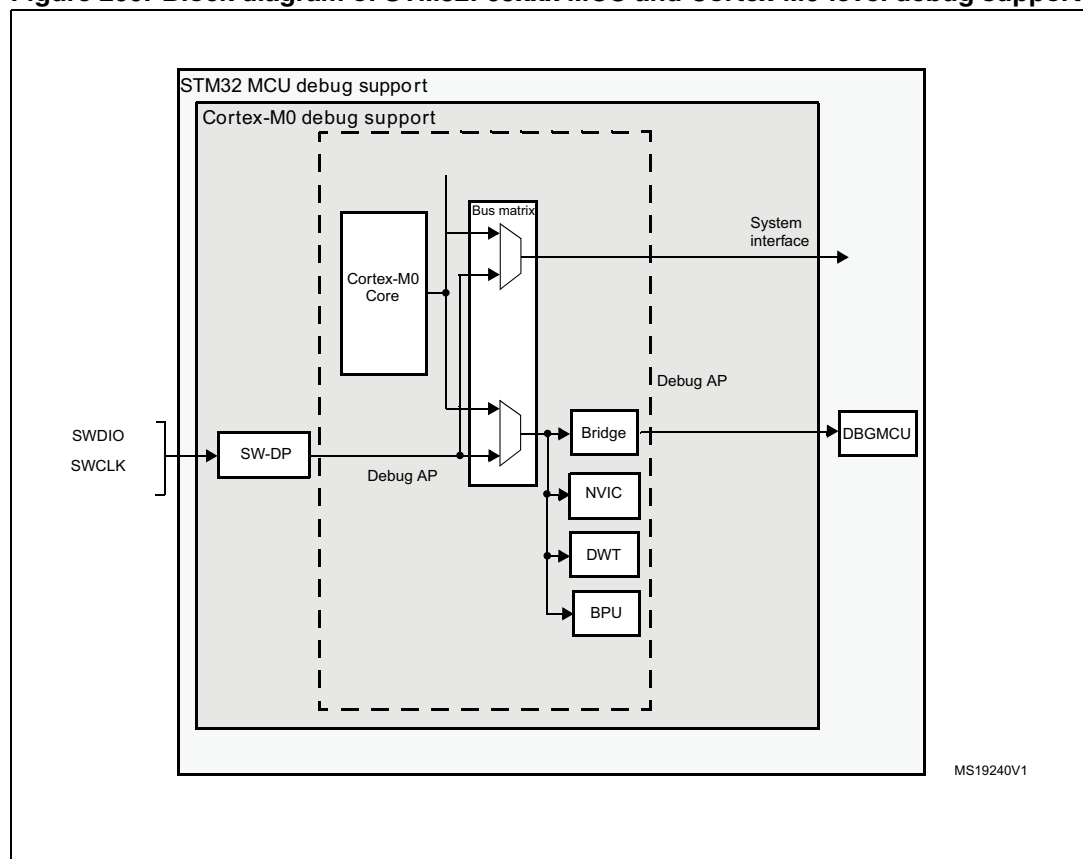 STM32 MCU debug support
Cortex-M0 debug support
Bus matrix
System
interface
Cortex-M0
Core
Debug AP
SWDIO
SWCLK
SW-DP
Debug AP
Bridge
DBGMCU
NVIC
DWT
BPU
MS19240V1